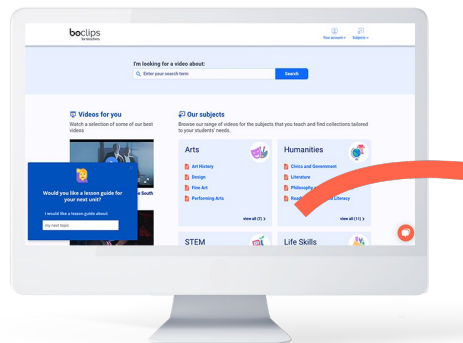 boclips
for teachers
Your account
Subjects
I'm looking for a video about:
Enter your search term
Search
Videos for you
Watch a selection of some of our best
videos
Our subjects
Browse our range of videos for the subjects that you teach and find collections tailored
to your students' needs.
Arts
Art History
Design
Fine Art
Performing Arts
view all (7) >
Humanities
Civics and Government
Literature
Philosophy
Literacy
view all (11) >
STEM
Life Skills
South
Would you like a lesson guide for
your next unit?
I would like a lesson guide about:
my next topic